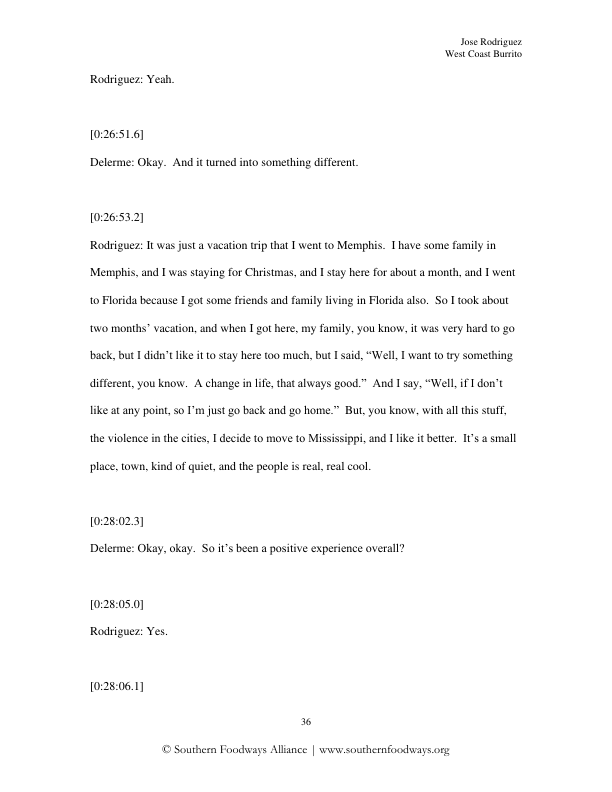 Jose Rodriguez
West Coast Burrito
Rodriguez: Yeah.
[0:26:51.6]
Delerme: Okay.  And it turned into something different.
[0:26:53.2]
Rodriguez: It was just a vacation trip that I went to Memphis.  I have some family in
Memphis, and I was staying for Christmas, and I stay here for about a month, and I went
to Florida because I got some friends and family living in Florida also.  So I took about
two months’ vacation, and when I got here, my family, you know, it was very hard to go
back, but I didn’t like it to stay here too much, but I said, “Well, I want to try something
different, you know.  A change in life, that always good.”  And I say, “Well, if I don’t
like at any point, so I’m just go back and go home.”  But, you know, with all this stuff,
the violence in the cities, I decide to move to Mississippi, and I like it better.  It’s a small
place, town, kind of quiet, and the people is real, real cool.
[0:28:02.3]
Delerme: Okay, okay.  So it’s been a positive experience overall?
[0:28:05.0]
Rodriguez: Yes.
[0:28:06.1]
36
© Southern Foodways Alliance | www.southernfoodways.org